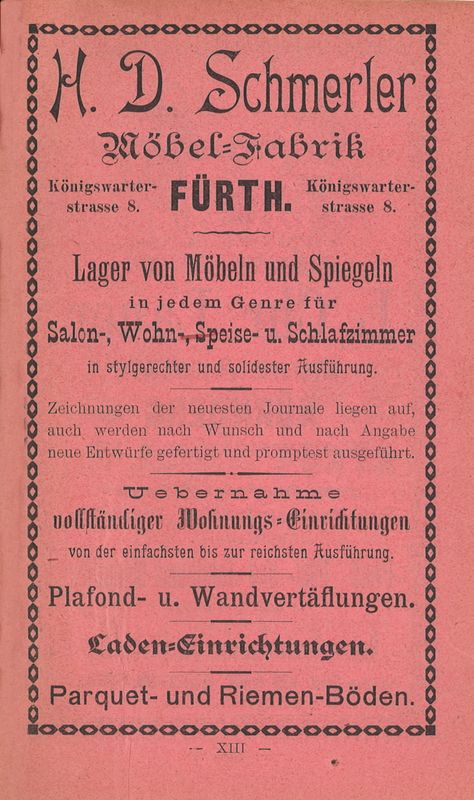 H. D. Schmerler
Möbel-Fabrik
Königswarter-
strasse 8.
FÜRTH.
Königswarter-
strasse 8.
Lager von Möbeln und Spiegeln
in jedem Genre für
Salon-, Wohn-, Speise- u. Schlafzimmer
in stylgerechter und solidester Ausführung.
Zeichnungen der neuesten Journale liegen auf,
auch werden nach Wunsch und nach Angabe
neue Entwürfe gefertigt und promptest ausgeführt.
Uebernahme
vollständiger Wohnungs-Einrichtungen
von der einfachsten bis zur reichsten Ausführung.
Plafond- u. Wandvertäflungen.
Laden-Einrichtungen.
Parquet- und Riemen-Böden.
— XIII —